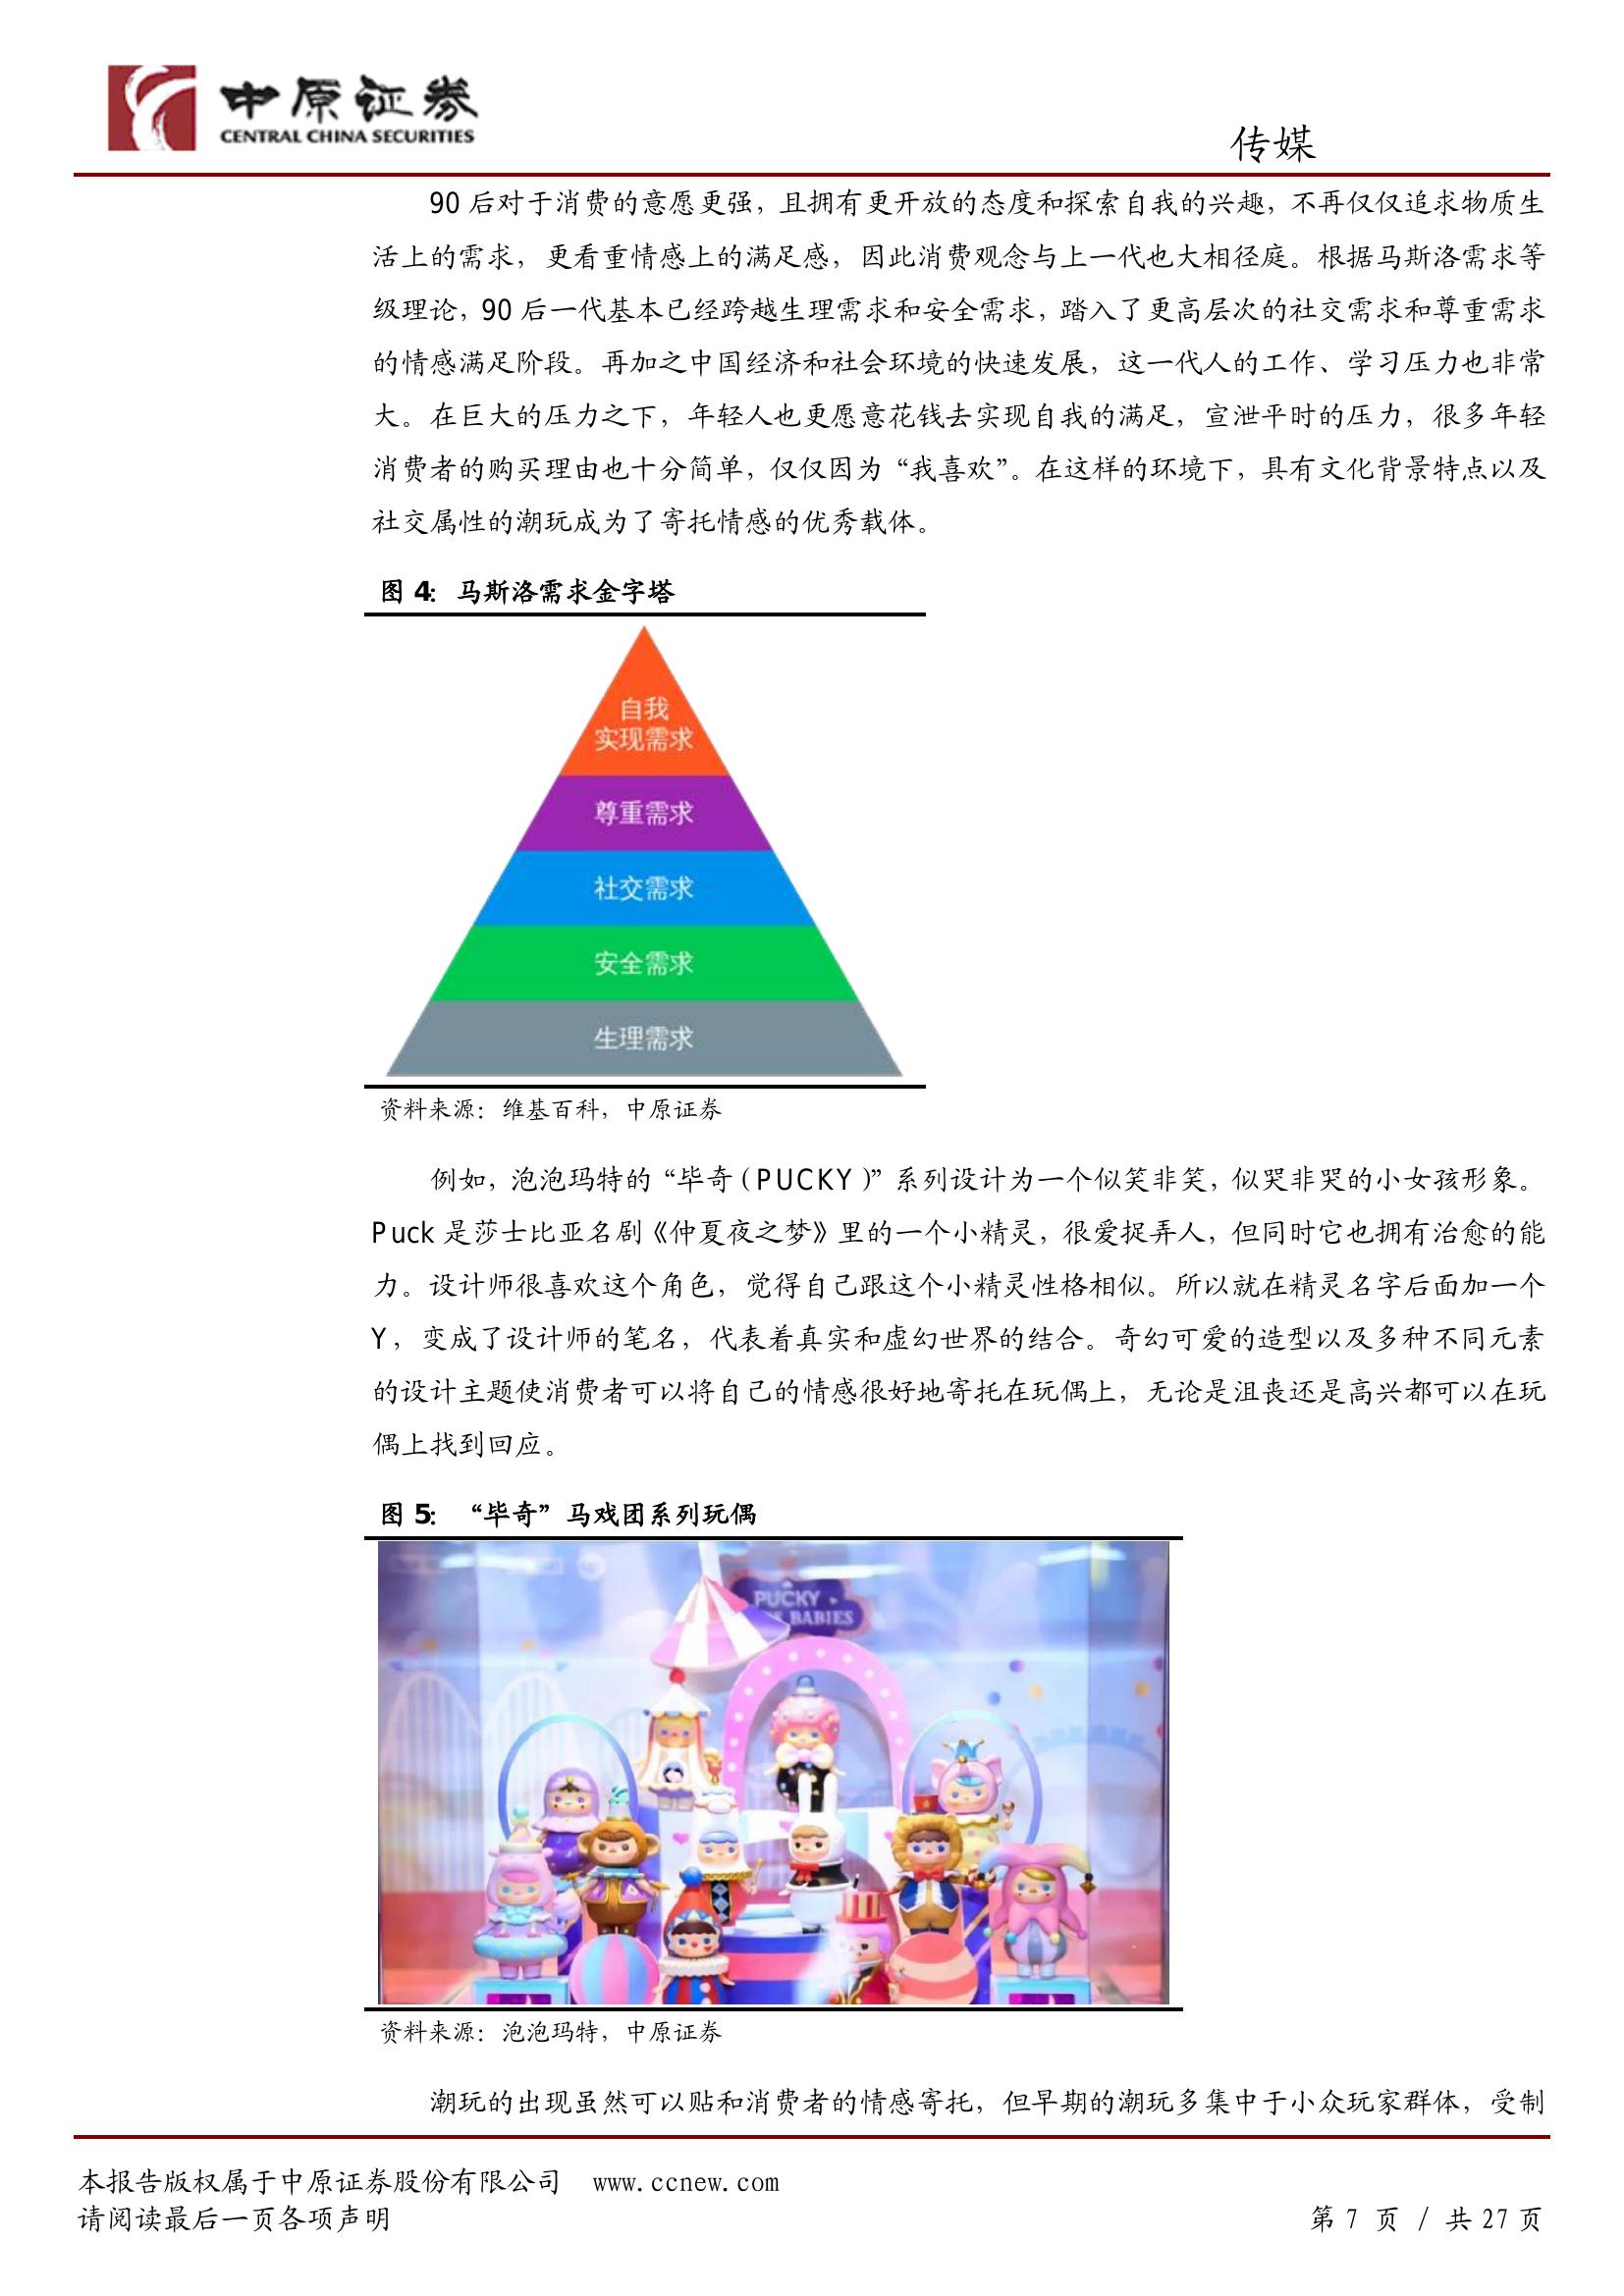 中原证券
CENTRAL CHINA SECURITIES
传媒
90 后对于消费的意愿更强，且拥有更开放的态度和探索自我的兴趣，不再仅仅追求物质生
活上的需求，更看重情感上的满足感，因此消费观念与上一代也大相径庭。根据马斯洛需求等
级理论，90 后一代基本已经跨越生理需求和安全需求，踏入了更高层次的社交需求和尊重需求
的情感满足阶段。再加之中国经济和社会环境的快速发展，这一代人的工作、学习压力也非常
大。在巨大的压力之下，年轻人也更愿意花钱去实现自我的满足，宣泄平时的压力，很多年轻
消费者的购买理由也十分简单，仅仅因为“我喜欢”。在这样的环境下，具有文化背景特点以及
社交属性的潮玩成为了寄托情感的优秀载体。
图 4：马斯洛需求金字塔
自我
实现需求
尊重需求
社交需求
安全需求
生理需求
资料来源：维基百科，中原证券
例如，泡泡玛特的“毕奇（PUCKY）”系列设计为一个似笑非笑，似哭非哭的小女孩形象。
Puck 是莎士比亚名剧《仲夏夜之梦》里的一个小精灵，很爱捉弄人，但同时它也拥有治愈的能
力。设计师很喜欢这个角色，觉得自己跟这个小精灵性格相似。所以就在精灵名字后面加一个
Y，变成了设计师的笔名，代表着真实和虚幻世界的结合。奇幻可爱的造型以及多种不同元素
的设计主题使消费者可以将自己的情感很好地寄托在玩偶上，无论是沮丧还是高兴都可以在玩
偶上找到回应。
图 5：“毕奇”马戏团系列玩偶
PUCKY
BABIES
资料来源：泡泡玛特，中原证券
潮玩的出现虽然可以贴和消费者的情感寄托，但早期的潮玩多集中于小众玩家群体，受制
本报告版权属于中原证券股份有限公司 www.ccnew.com
请阅读最后一页各项声明
第 7 页 / 共 27 页